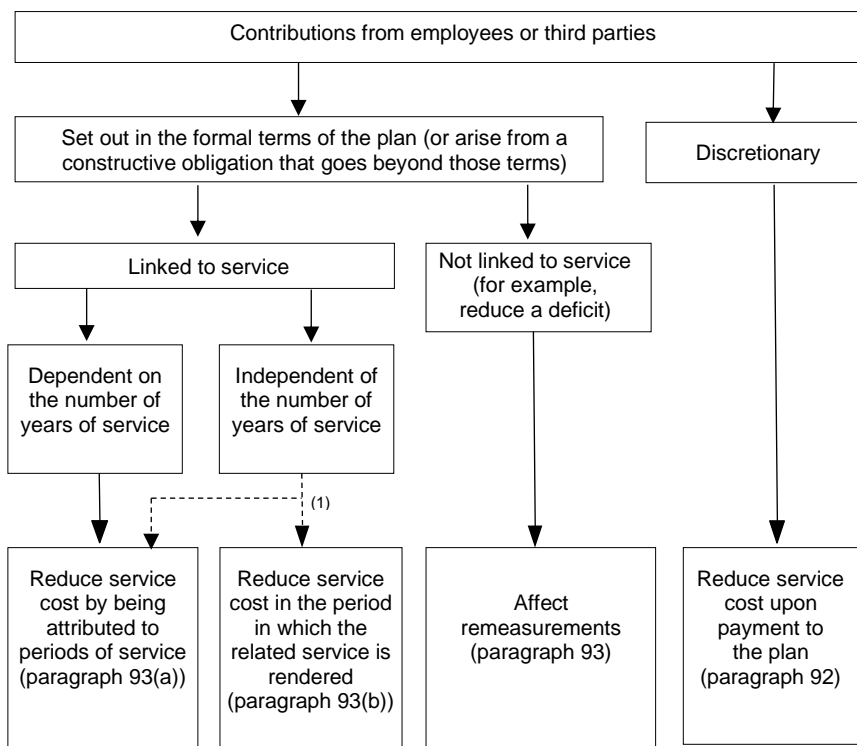 Contributions from employees or third parties
Set out in the formal terms of the plan (or arise from a
constructive obligation that goes beyond those terms)
Discretionary
Linked to service
Not linked to service
(for example,
reduce a deficit)
Dependent on
the number of
years of service
Independent of
the number of
years of service
(1)
Reduce service
cost by being
attributed to
periods of service
(paragraph 93(a))
Reduce service
cost in the period
in which the
related service is
rendered
(paragraph 93(b))
Affect
remeasurements
(paragraph 93)
Reduce service
cost upon
payment to
the plan
(paragraph 92)